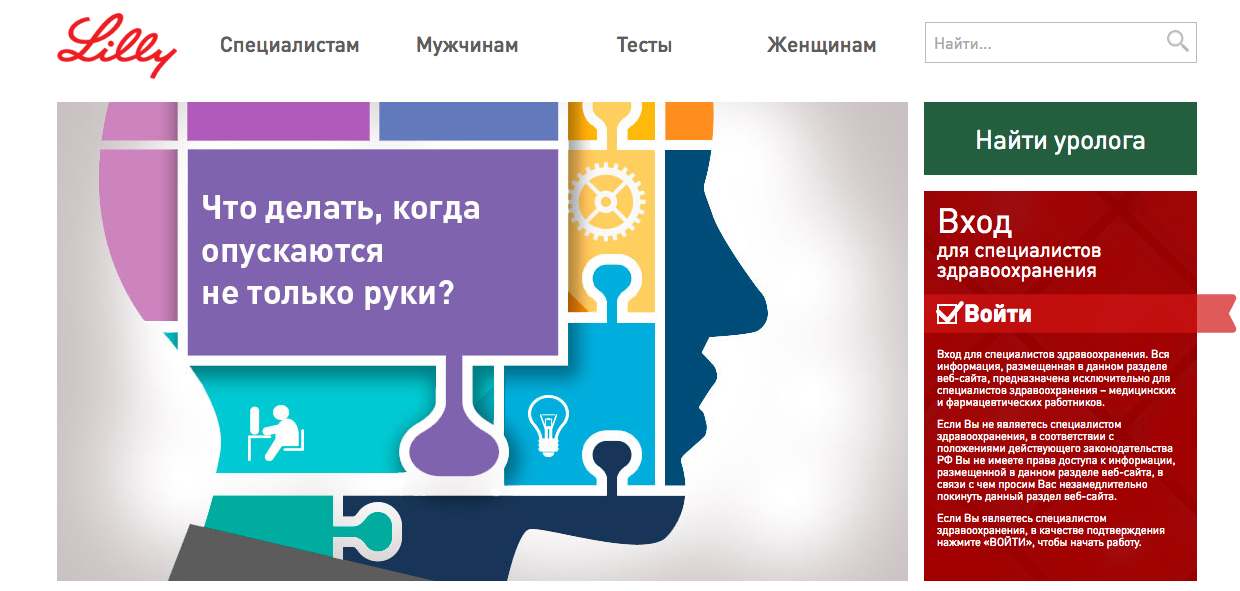 Lilly
Специалистам
Мужчинам
Тесты
Женщинам
Найти...
Что делать, когда
опускаются
не только руки?
Найти уролога
Вход
для специалистов
здравоохранения
Войти
Вход для специалистов здравоохранения. Вся
информация, размещенная в данном разделе
веб-сайта, предназначена исключительно для
специалистов здравоохранения – медицинских
и фармацевтических работников.
Если Вы не являетесь специалистом
здравоохранения, в соответствии с
положениями действующего законодательства
РФ Вы не имеете права доступа к информации,
размещенной в данном разделе веб-сайта, в
связи с чем просим Вас незамедлительно
покинуть данный раздел веб-сайта.
Если Вы являетесь специалистом
здравоохранения, в качестве подтверждения
нажмите «ВОЙТИ», чтобы начать работу.